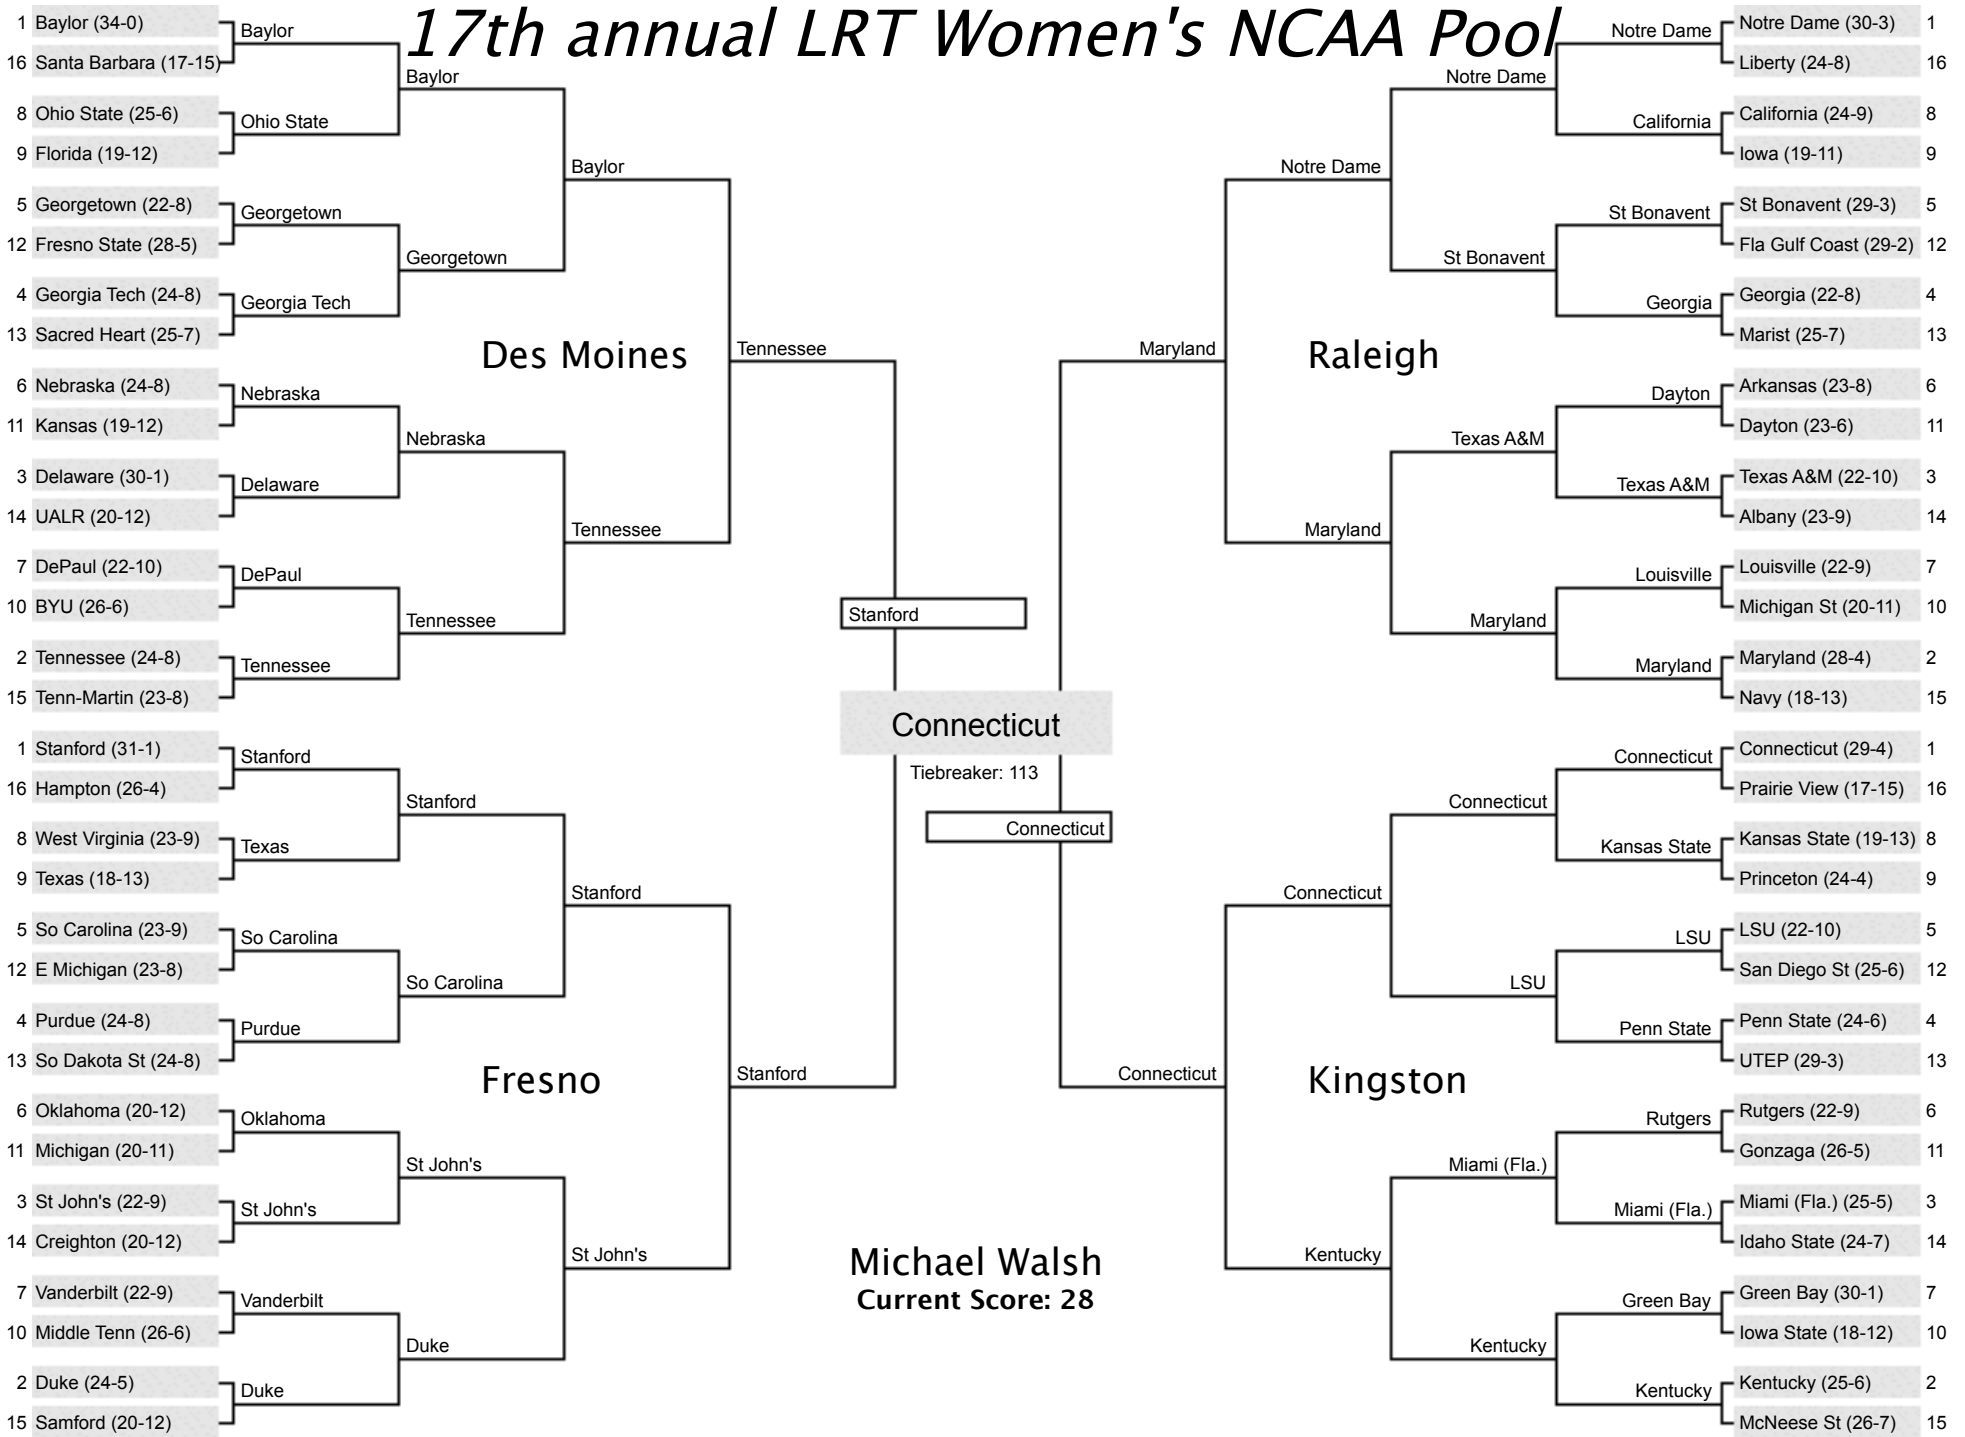 17th annual LRT Women's NCAA Pool
1 Baylor (34-0)
16 Santa Barbara (17-15)
8 Ohio State (25-6)
9 Florida (19-12)
5 Georgetown (22-8)
12 Fresno State (28-5)
4 Georgia Tech (24-8)
13 Sacred Heart (25-7)
6 Nebraska (24-8)
11 Kansas (19-12)
3 Delaware (30-1)
14 UALR (20-12)
7 DePaul (22-10)
10 BYU (26-6)
2 Tennessee (24-8)
15 Tenn-Martin (23-8)
Baylor
Ohio State
Georgetown
Georgia Tech
Nebraska
Delaware
DePaul
Tennessee
Baylor
Georgetown
Nebraska
Tennessee
Baylor
Tennessee
Des Moines
Tennessee
1 Stanford (31-1)
16 Hampton (26-4)
8 West Virginia (23-9)
9 Texas (18-13)
5 So Carolina (23-9)
12 E Michigan (23-8)
4 Purdue (24-8)
13 So Dakota St (24-8)
6 Oklahoma (20-12)
11 Michigan (20-11)
3 St John's (22-9)
14 Creighton (20-12)
7 Vanderbilt (22-9)
10 Middle Tenn (26-6)
2 Duke (24-5)
15 Samford (20-12)
Stanford
Texas
So Carolina
Purdue
Oklahoma
St John's
Vanderbilt
Duke
Stanford
So Carolina
St John's
Duke
Stanford
St John's
Fresno
Stanford
Stanford
Connecticut
Tiebreaker: 113
Connecticut
Michael Walsh
Current Score: 28
Maryland
Raleigh
Notre Dame
Maryland
Notre Dame
St Bonavent
Texas A&M
Maryland
Notre Dame
California
St Bonavent
Georgia
Dayton
Texas A&M
Louisville
Maryland
Notre Dame (30-3) 1
Liberty (24-8) 16
California (24-9) 8
Iowa (19-11) 9
St Bonavent (29-3) 5
Fla Gulf Coast (29-2) 12
Georgia (22-8) 4
Marist (25-7) 13
Arkansas (23-8) 6
Dayton (23-6) 11
Texas A&M (22-10) 3
Albany (23-9) 14
Louisville (22-9) 7
Michigan St (20-11) 10
Maryland (28-4) 2
Navy (18-13) 15
Connecticut
Kingston
Connecticut
Kentucky
Connecticut
LSU
Miami (Fla.)
Kentucky
Connecticut
Kansas State
LSU
Penn State
Rutgers
Miami (Fla.)
Green Bay
Kentucky
Connecticut (29-4) 1
Prairie View (17-15) 16
Kansas State (19-13) 8
Princeton (24-4) 9
LSU (22-10) 5
San Diego St (25-6) 12
Penn State (24-6) 4
UTEP (29-3) 13
Rutgers (22-9) 6
Gonzaga (26-5) 11
Miami (Fla.) (25-5) 3
Idaho State (24-7) 14
Green Bay (30-1) 7
Iowa State (18-12) 10
Kentucky (25-6) 2
McNeese St (26-7) 15